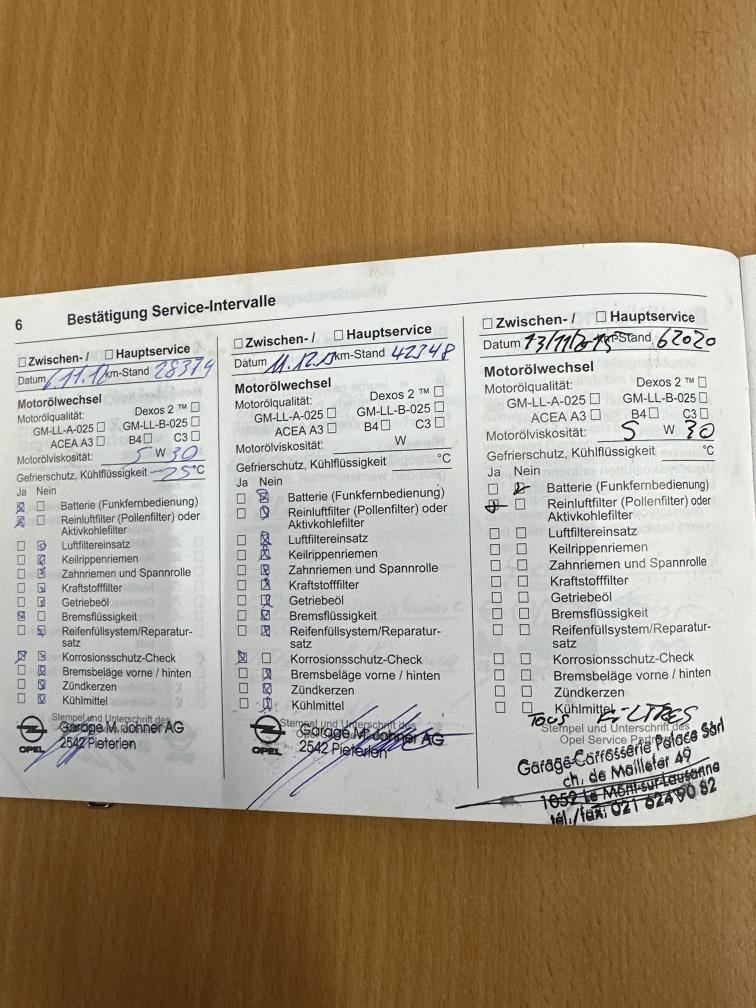 6 Bestätigung Service-Intervalle
Zwischen- / Hauptservice
Datum km-Stand 28374
Motorölwechsel
Motorölqualität: Dexos 2 ™
GM-LL-A-025 GM-LL-B-025
ACEA A3 B4 C3
Motorölviskosität: 5 W 30
Gefrierschutz, Kühlflüssigkeit -25°C
Ja Nein
Batterie (Funkfernbedienung)
Reinluftfilter (Pollenfilter) oder
Aktivkohlefilter
Luftfiltereinsatz
Keilrippenriemen
Zahnriemen und Spannrolle
Kraftstofffilter
Getriebeöl
Bremsflüssigkeit
Reifenfüllsystem/Reparatur-
satz
Korrosionsschutz-Check
Bremsbeläge vorne / hinten
Zündkerzen
Kühlmittel
Stempel und Unterschrift des
Garage M. Johner AG
2542 Pieterlen
OPEL
Zwischen- / Hauptservice
Datum 11.12.13 km-Stand 42348
Motorölwechsel
Motorölqualität: Dexos 2 ™
GM-LL-A-025 GM-LL-B-025
ACEA A3 B4 C3
Motorölviskosität: W
Gefrierschutz, Kühlflüssigkeit °C
Ja Nein
Batterie (Funkfernbedienung)
Reinluftfilter (Pollenfilter) oder
Aktivkohlefilter
Luftfiltereinsatz
Keilrippenriemen
Zahnriemen und Spannrolle
Kraftstofffilter
Getriebeöl
Bremsflüssigkeit
Reifenfüllsystem/Reparatur-
satz
Korrosionsschutz-Check
Bremsbeläge vorne / hinten
Zündkerzen
Kühlmittel
Stempel und Unterschrift des
Garage M. Johner AG
2542 Pieterlen
OPEL
Zwischen- / Hauptservice
Datum 13/11/2015 km-Stand 62020
Motorölwechsel
Motorölqualität: Dexos 2 ™
GM-LL-A-025 GM-LL-B-025
ACEA A3 B4 C3
Motorölviskosität: 5 W 30
Gefrierschutz, Kühlflüssigkeit °C
Ja Nein
Batterie (Funkfernbedienung)
Reinluftfilter (Pollenfilter) oder
Aktivkohlefilter
Luftfiltereinsatz
Keilrippenriemen
Zahnriemen und Spannrolle
Kraftstofffilter
Getriebeöl
Bremsflüssigkeit
Reifenfüllsystem/Reparatur-
satz
Korrosionsschutz-Check
Bremsbeläge vorne / hinten
Zündkerzen
Kühlmittel
TOUS FILTRES
Stempel und Unterschrift des
Opel Service Partners
Garage-Carrosserie Palace Sàrl
ch. de Maillefer 49
1052 Le Mont-sur-Lausanne
tél./fax: 021 624 90 82